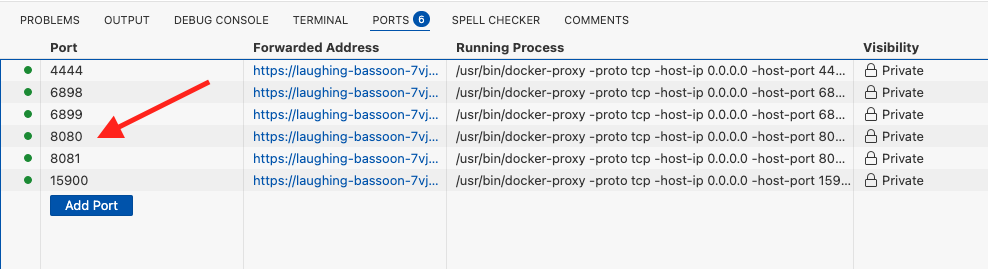 PROBLEMS OUTPUT DEBUG CONSOLE TERMINAL PORTS 6 SPELL CHECKER COMMENTS
Port Forwarded Address Running Process Visibility
4444 https://laughing-bassoon-7vj... /usr/bin/docker-proxy -proto tcp -host-ip 0.0.0.0 -host-port 44... Private
6898 https://laughing-bassoon-7vj... /usr/bin/docker-proxy -proto tcp -host-ip 0.0.0.0 -host-port 68... Private
6899 https://laughing-bassoon-7vj... /usr/bin/docker-proxy -proto tcp -host-ip 0.0.0.0 -host-port 68... Private
8080 https://laughing-bassoon-7vj... /usr/bin/docker-proxy -proto tcp -host-ip 0.0.0.0 -host-port 80... Private
8081 https://laughing-bassoon-7vj... /usr/bin/docker-proxy -proto tcp -host-ip 0.0.0.0 -host-port 80... Private
15900 https://laughing-bassoon-7vj... /usr/bin/docker-proxy -proto tcp -host-ip 0.0.0.0 -host-port 159... Private
Add Port